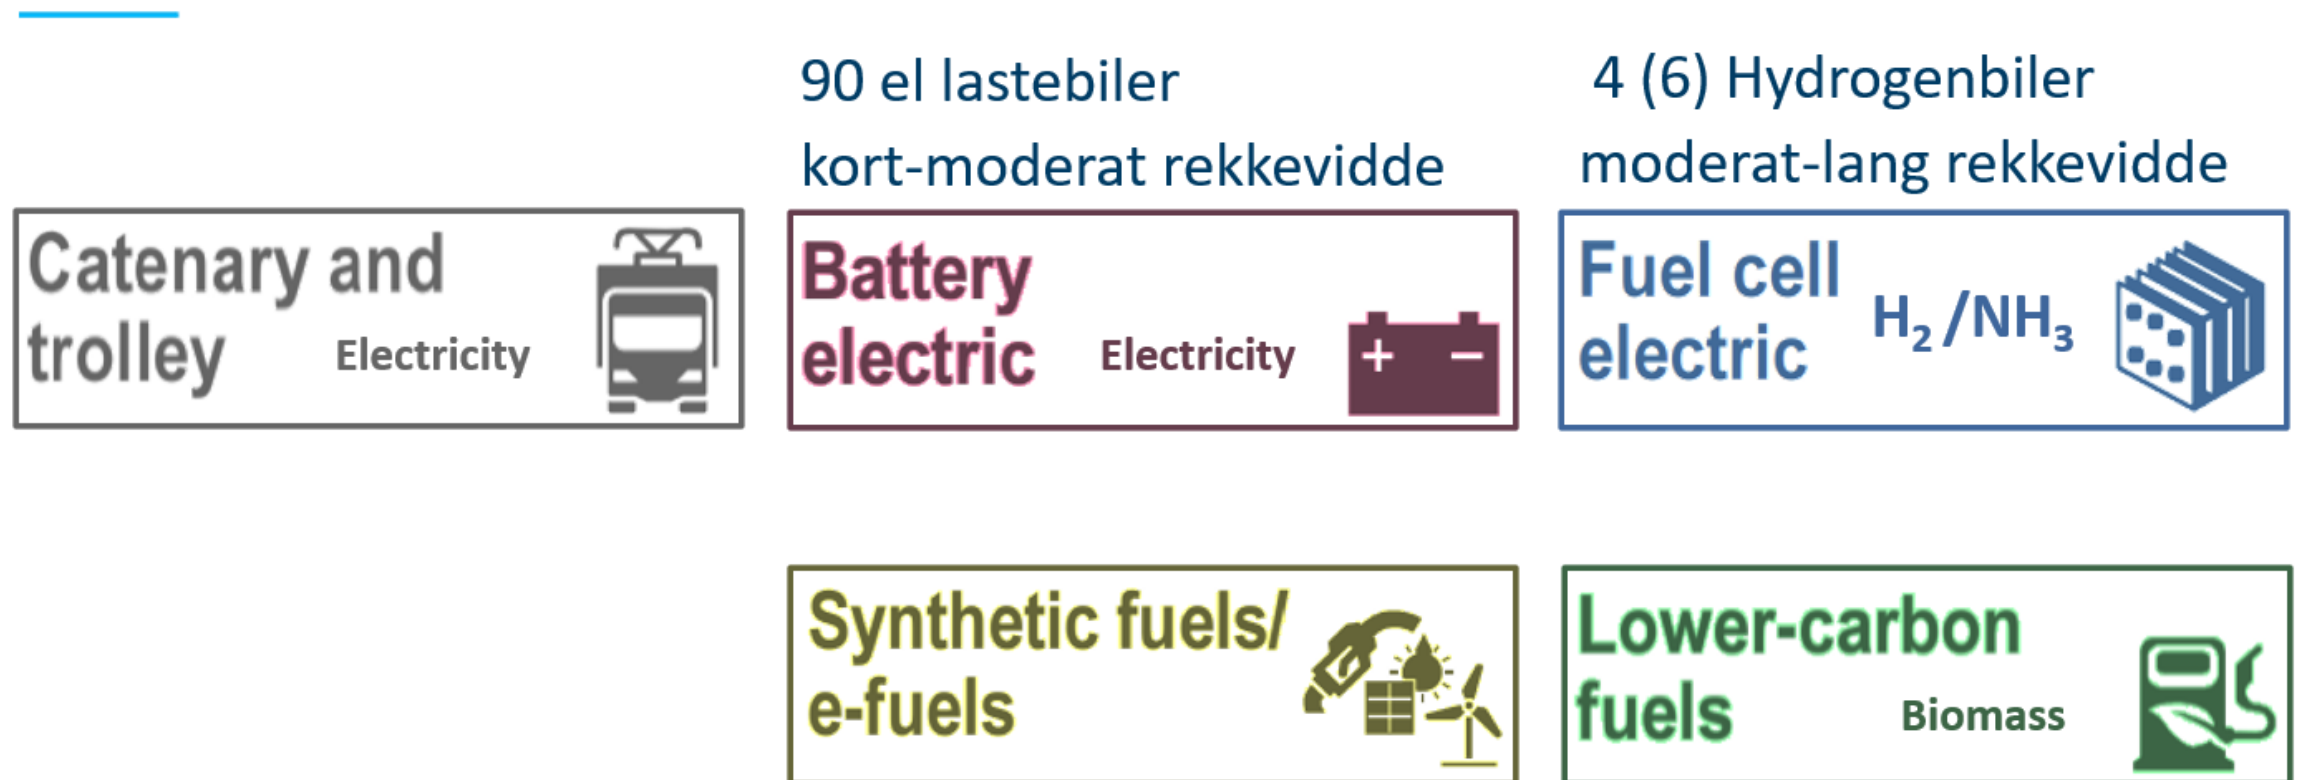 90 el lastebiler
kort-moderat rekkevidde
4 (6) Hydrogenbiler
moderat-lang rekkevidde
Catenary and
trolley Electricity
Battery
electric Electricity
+ −
Fuel cell
electric H₂/NH₃
Synthetic fuels/
e-fuels
Lower-carbon
fuels Biomass